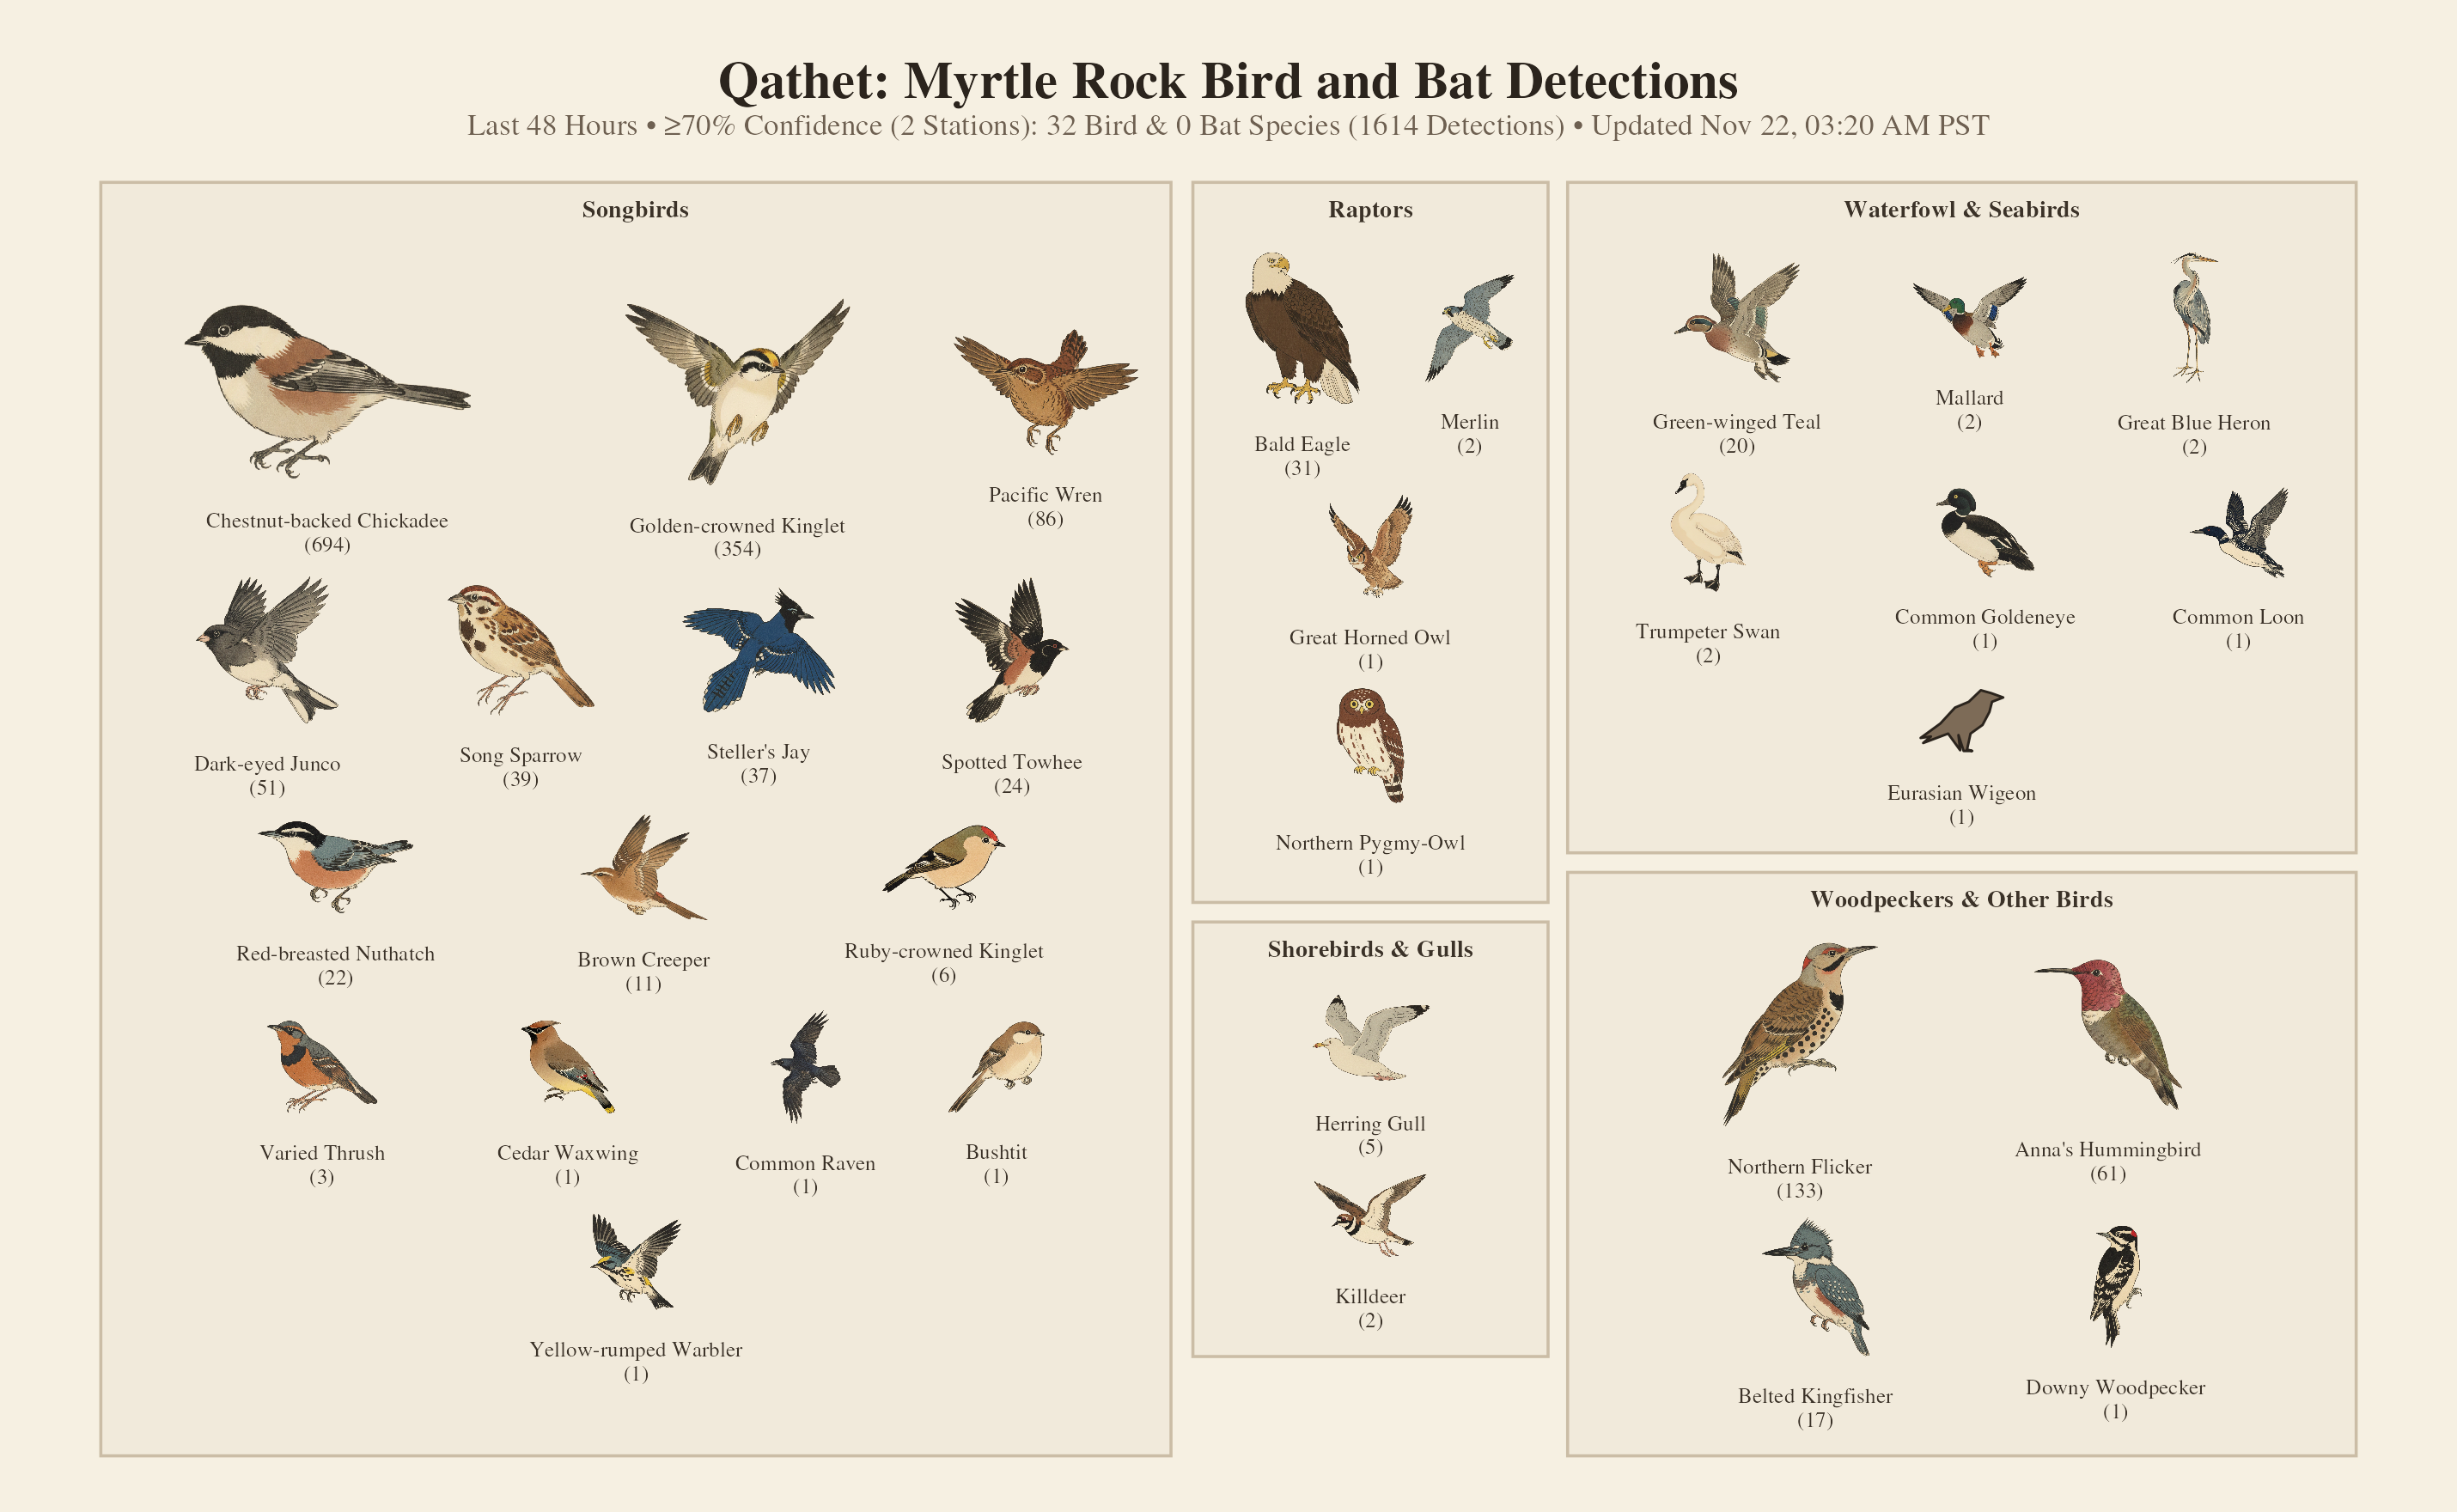 Qathet: Myrtle Rock Bird and Bat Detections
Last 48 Hours • ≥70% Confidence (2 Stations): 32 Bird & 0 Bat Species (1614 Detections) • Updated Nov 22, 03:20 AM PST
Songbirds
Chestnut-backed Chickadee
(694)
Golden-crowned Kinglet
(354)
Pacific Wren
(86)
Dark-eyed Junco
(51)
Song Sparrow
(39)
Steller's Jay
(37)
Spotted Towhee
(24)
Red-breasted Nuthatch
(22)
Brown Creeper
(11)
Ruby-crowned Kinglet
(6)
Varied Thrush
(3)
Cedar Waxwing
(1)
Common Raven
(1)
Bushtit
(1)
Yellow-rumped Warbler
(1)
Raptors
Bald Eagle
(31)
Merlin
(2)
Great Horned Owl
(1)
Northern Pygmy-Owl
(1)
Shorebirds & Gulls
Herring Gull
(5)
Killdeer
(2)
Waterfowl & Seabirds
Green-winged Teal
(20)
Mallard
(2)
Great Blue Heron
(2)
Trumpeter Swan
(2)
Common Goldeneye
(1)
Common Loon
(1)
Eurasian Wigeon
(1)
Woodpeckers & Other Birds
Northern Flicker
(133)
Anna's Hummingbird
(61)
Belted Kingfisher
(17)
Downy Woodpecker
(1)